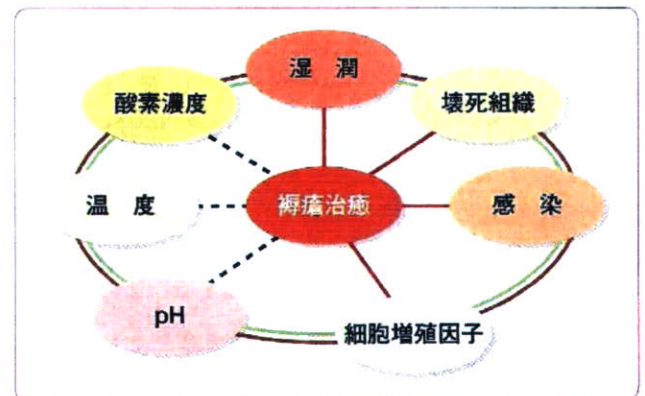 湿 潤
酸素濃度
壊死組織
温 度
褥瘡治癒
感 染
pH
細胞増殖因子